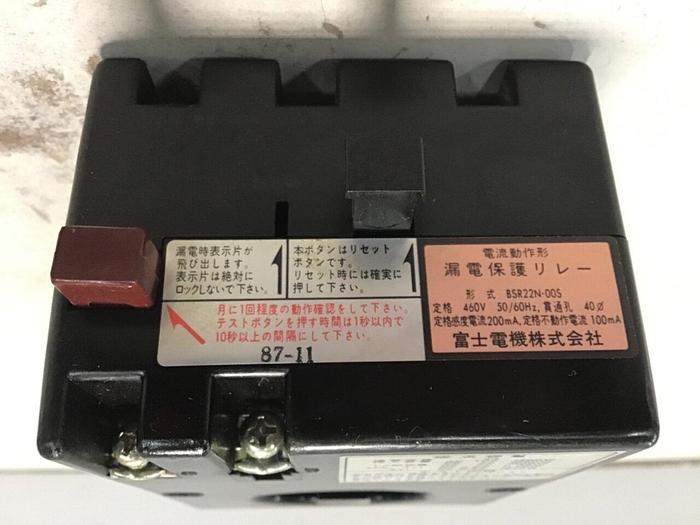 漏電時表示片が
飛び出します。
表示片は絶対に
ロックしないで下さい。
本ボタンはリセット
ボタンです。
リセット時には確実に
押して下さい。
月に1回程度の動作確認をして下さい。
テストボタンを押す時間は1秒以内で
10秒以上の間隔にして下さい。
87-11
電流動作形
漏電保護リレー
形式 BSR22N-00S
定格 460V 50/60Hz, 貫通孔 40φ
定格感度電流200mA, 定格不動作電流 100mA
富士電機株式会社